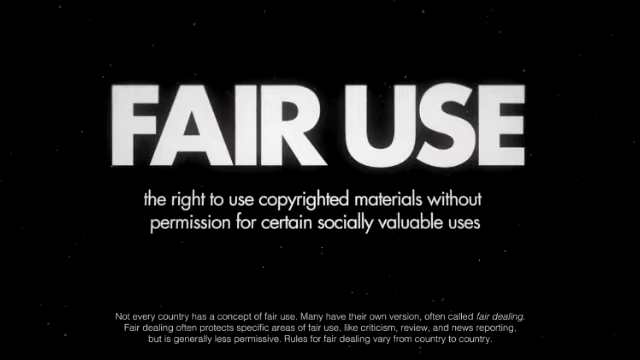 FAIR USE
the right to use copyrighted materials without
permission for certain socially valuable uses
Not every country has a concept of fair use. Many have their own version, often called fair dealing.
Fair dealing often protects specific areas of fair use, like criticism, review, and news reporting,
but is generally less permissive. Rules for fair dealing vary from country to country.